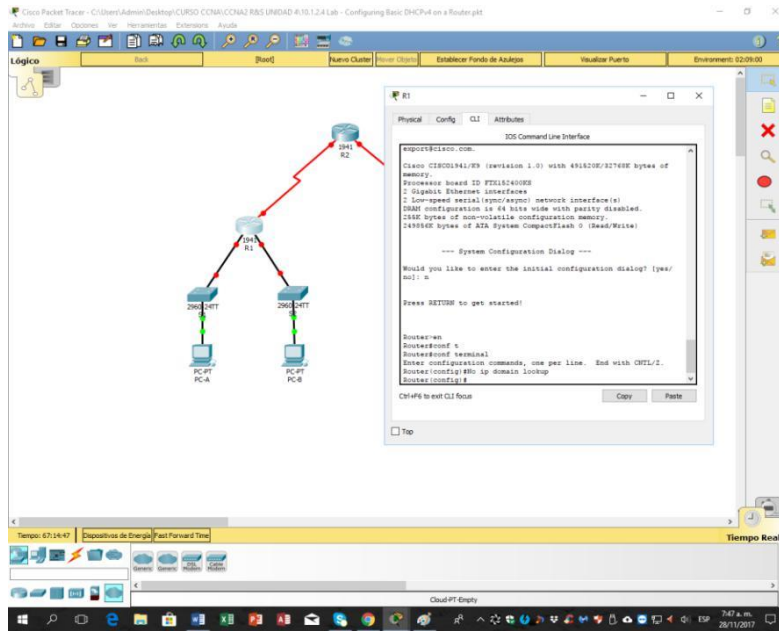 Cisco Packet Tracer - C:\Users\Admin\Desktop\CURSO CCNA\CCNA2 R&S UNIDAD 4\10.1.2.4 Lab - Configuring Basic DHCPv4 on a Router.pkt
Archivo Editar Opciones Ver Herramientas Extensions Ayuda
Lógico Back [Root] Nuevo Cluster Mover Objeto Establecer Fondo de Azulejos Visualizar Puerto Environment: 02:09:00
R1
Physical Config CLI Attributes
IOS Command Line Interface
export@cisco.com.
Cisco CISCO1941/K9 (revision 1.0) with 491520K/32768K bytes of
memory.
Processor board ID FTX152400KS
2 Gigabit Ethernet interfaces
2 Low-speed serial(sync/async) network interface(s)
DRAM configuration is 64 bits wide with parity disabled.
255K bytes of non-volatile configuration memory.
249856K bytes of ATA System CompactFlash 0 (Read/Write)
--- System Configuration Dialog ---
Would you like to enter the initial configuration dialog? [yes/
no]: n
Press RETURN to get started!
Router>en
Router#conf t
Router#conf terminal
Enter configuration commands, one per line. End with CNTL/Z.
Router(config)#No ip domain lookup
Router(config)#
Ctrl+F6 to exit CLI focus
Copy Paste
Top
1941
R2
1941
R1
2960-24TT
2960-24TT
PC-PT
PC-A
PC-PT
PC-B
Tiempo: 67:14:47 Dispositivos de Energía Fast Forward Time
Tiempo Real
Generic Generic DSL Modem Cable Modem
Cloud-PT-Empty
ESP
7:47 a. m.
28/11/2017